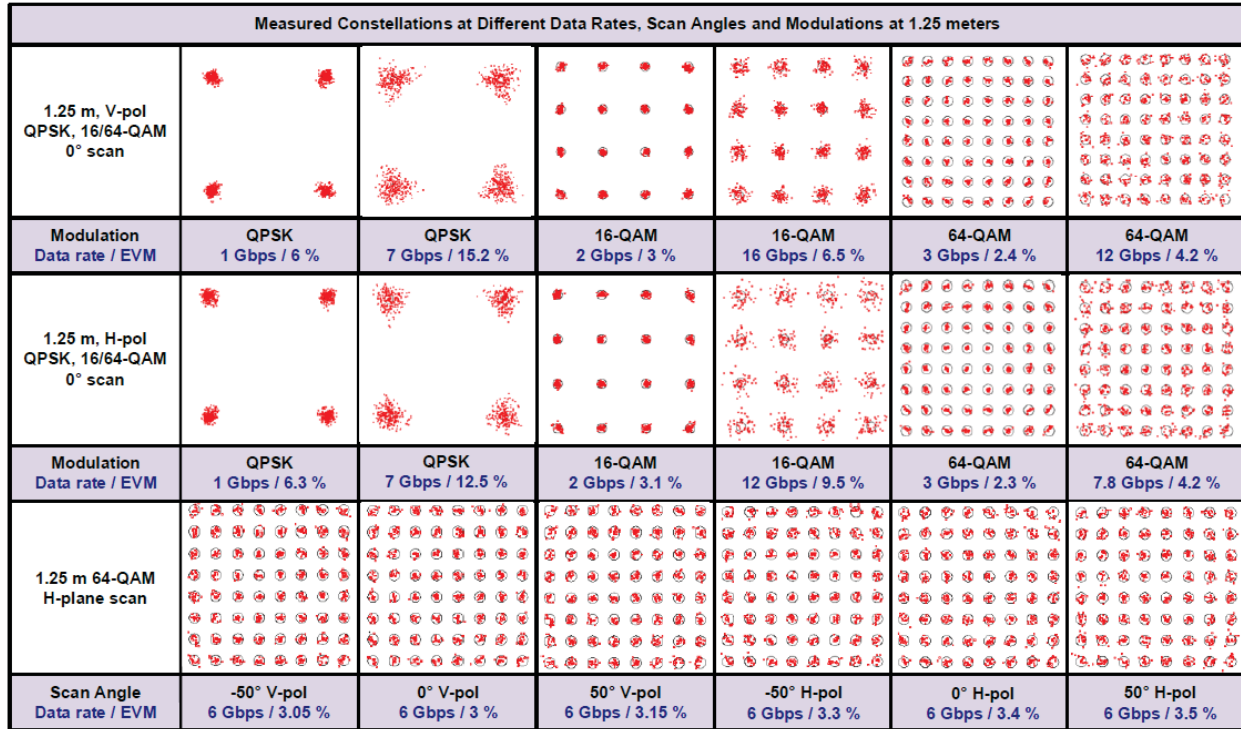 Measured Constellations at Different Data Rates, Scan Angles and Modulations at 1.25 meters
1.25 m, V-pol
QPSK, 16/64-QAM
0° scan
Modulation
Data rate / EVM
QPSK
1 Gbps / 6 %
QPSK
7 Gbps / 15.2 %
16-QAM
2 Gbps / 3 %
16-QAM
16 Gbps / 6.5 %
64-QAM
3 Gbps / 2.4 %
64-QAM
12 Gbps / 4.2 %
1.25 m, H-pol
QPSK, 16/64-QAM
0° scan
Modulation
Data rate / EVM
QPSK
1 Gbps / 6.3 %
QPSK
7 Gbps / 12.5 %
16-QAM
2 Gbps / 3.1 %
16-QAM
12 Gbps / 9.5 %
64-QAM
3 Gbps / 2.3 %
64-QAM
7.8 Gbps / 4.2 %
1.25 m 64-QAM
H-plane scan
Scan Angle
Data rate / EVM
-50° V-pol
6 Gbps / 3.05 %
0° V-pol
6 Gbps / 3 %
50° V-pol
6 Gbps / 3.15 %
-50° H-pol
6 Gbps / 3.3 %
0° H-pol
6 Gbps / 3.4 %
50° H-pol
6 Gbps / 3.5 %